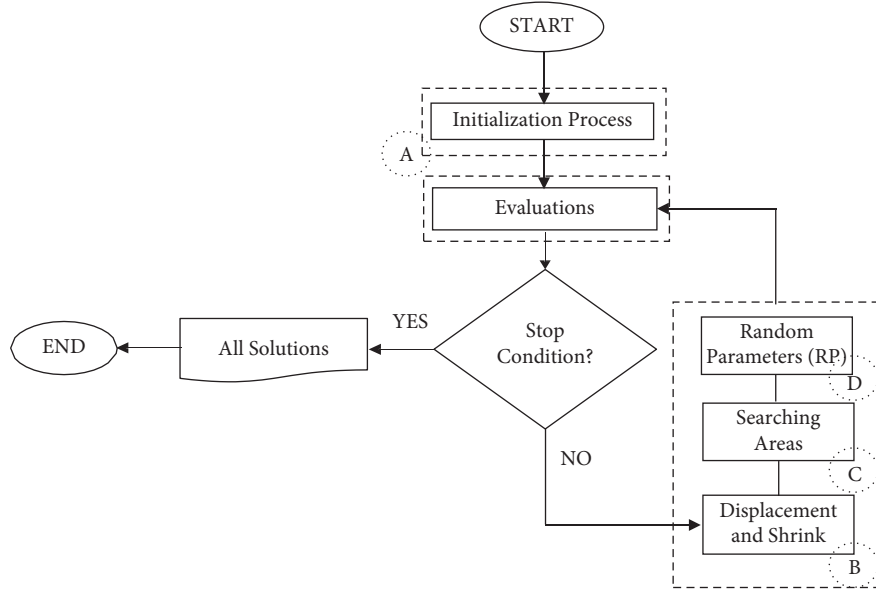 START
Initialization Process
A
Evaluations
Stop
Condition?
YES
All Solutions
END
NO
Random
Parameters (RP)
D
Searching
Areas
C
Displacement
and Shrink
B